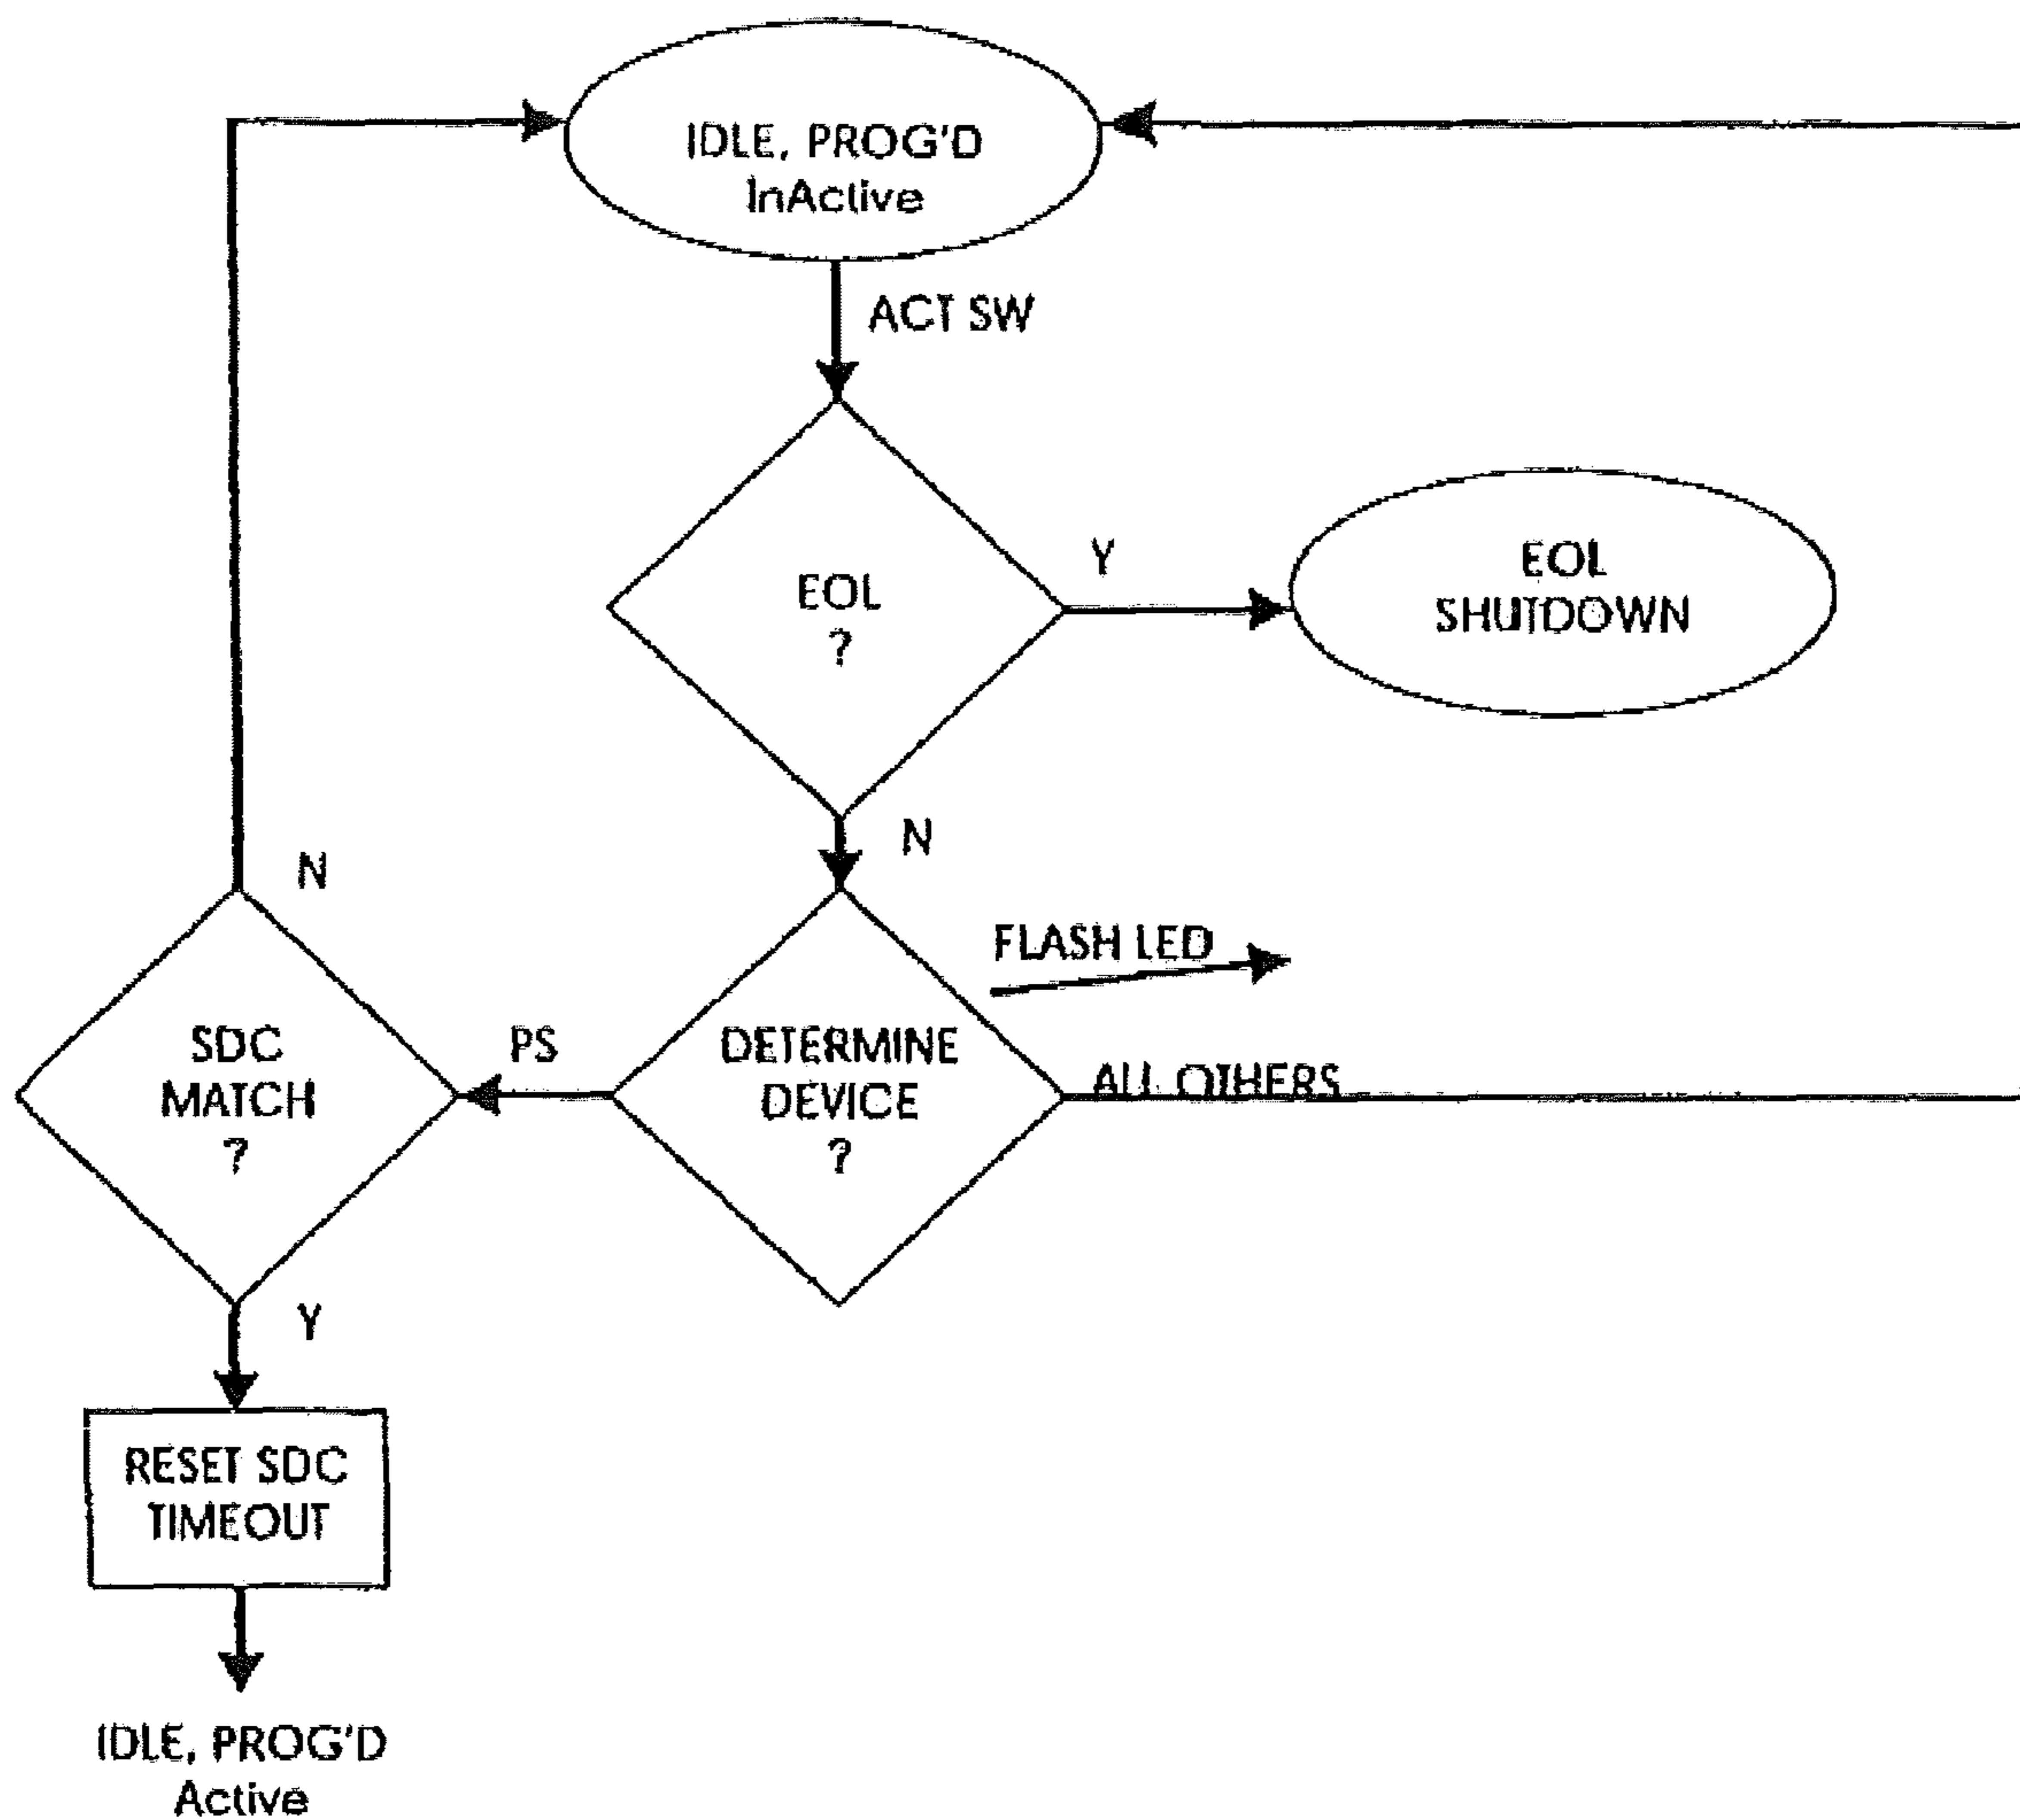 IDLE, PROG'D
InActive
ACT SW
EOL
?
Y
EOL
SHUTDOWN
N
N
FLASH LED
SDC
MATCH
?
PS
DETERMINE
DEVICE
?
ALL OTHERS
Y
RESET SDC
TIMEOUT
IDLE, PROG'D
Active